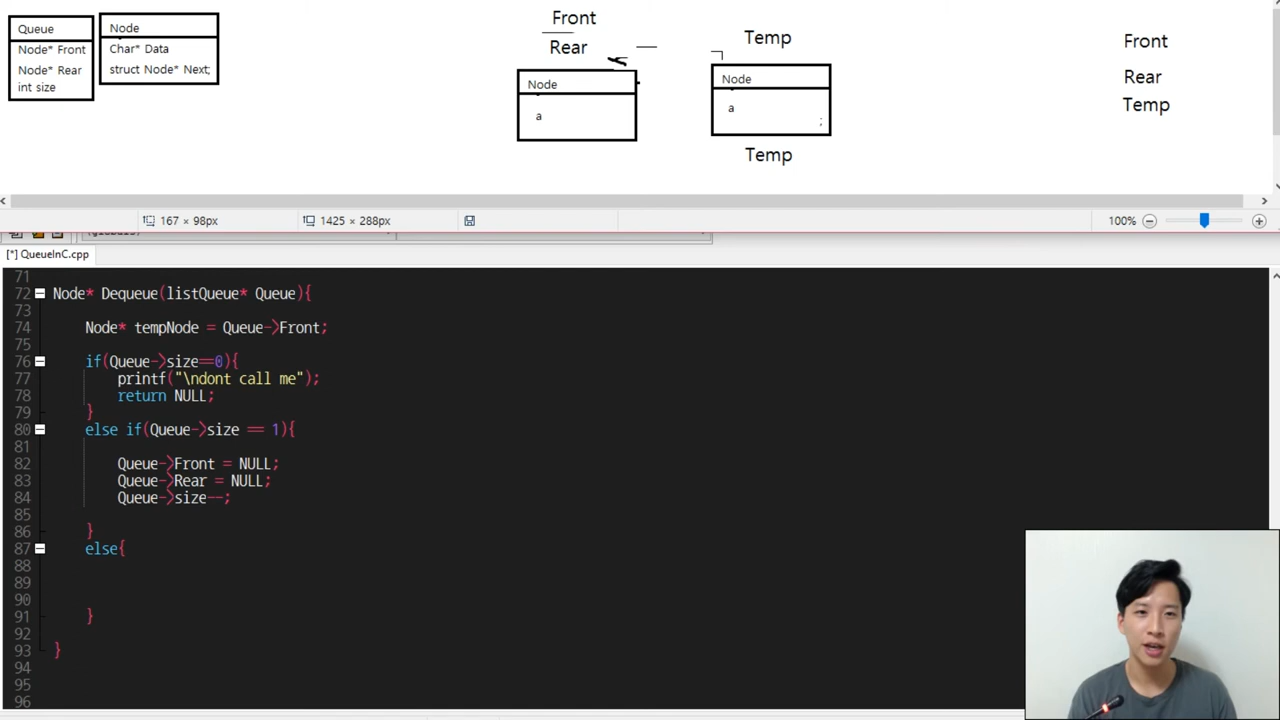 Queue
Node* Front
Node* Rear
int size
Node
Char* Data
struct Node* Next;
Front
Rear
Node
a
Temp
Node
a
;
Temp
Front
Rear
Temp
167 × 98px
1425 × 288px
100%
[*] QueueInC.cpp
71
72 Node* Dequeue(listQueue* Queue){
73
74 Node* tempNode = Queue->Front;
75
76 if(Queue->size==0){
77 printf("\ndont call me");
78 return NULL;
79 }
80 else if(Queue->size == 1){
81
82 Queue->Front = NULL;
83 Queue->Rear = NULL;
84 Queue->size--;
85
86 }
87 else{
88
89
90
91 }
92
93 }
94
95
96